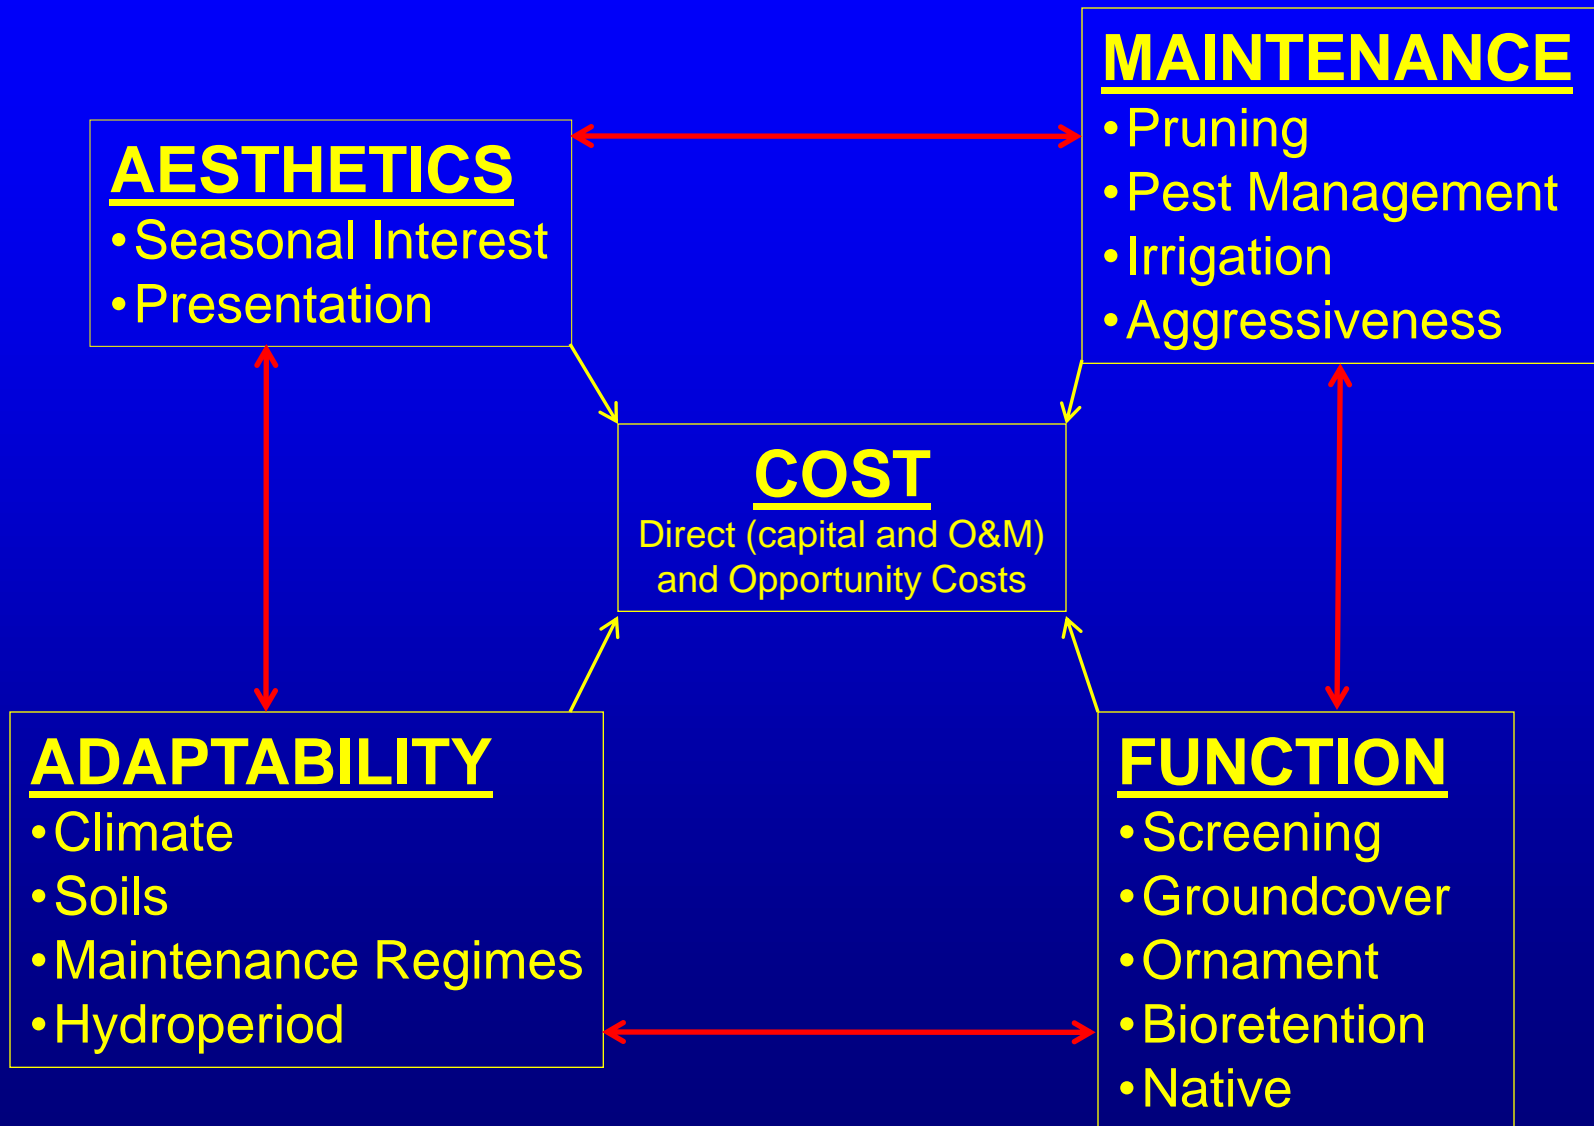 AESTHETICS
•Seasonal Interest
•Presentation
MAINTENANCE
•Pruning
•Pest Management
•Irrigation
•Aggressiveness
COST
Direct (capital and O&M)
and Opportunity Costs
ADAPTABILITY
•Climate
•Soils
•Maintenance Regimes
•Hydroperiod
FUNCTION
•Screening
•Groundcover
•Ornament
•Bioretention
•Native